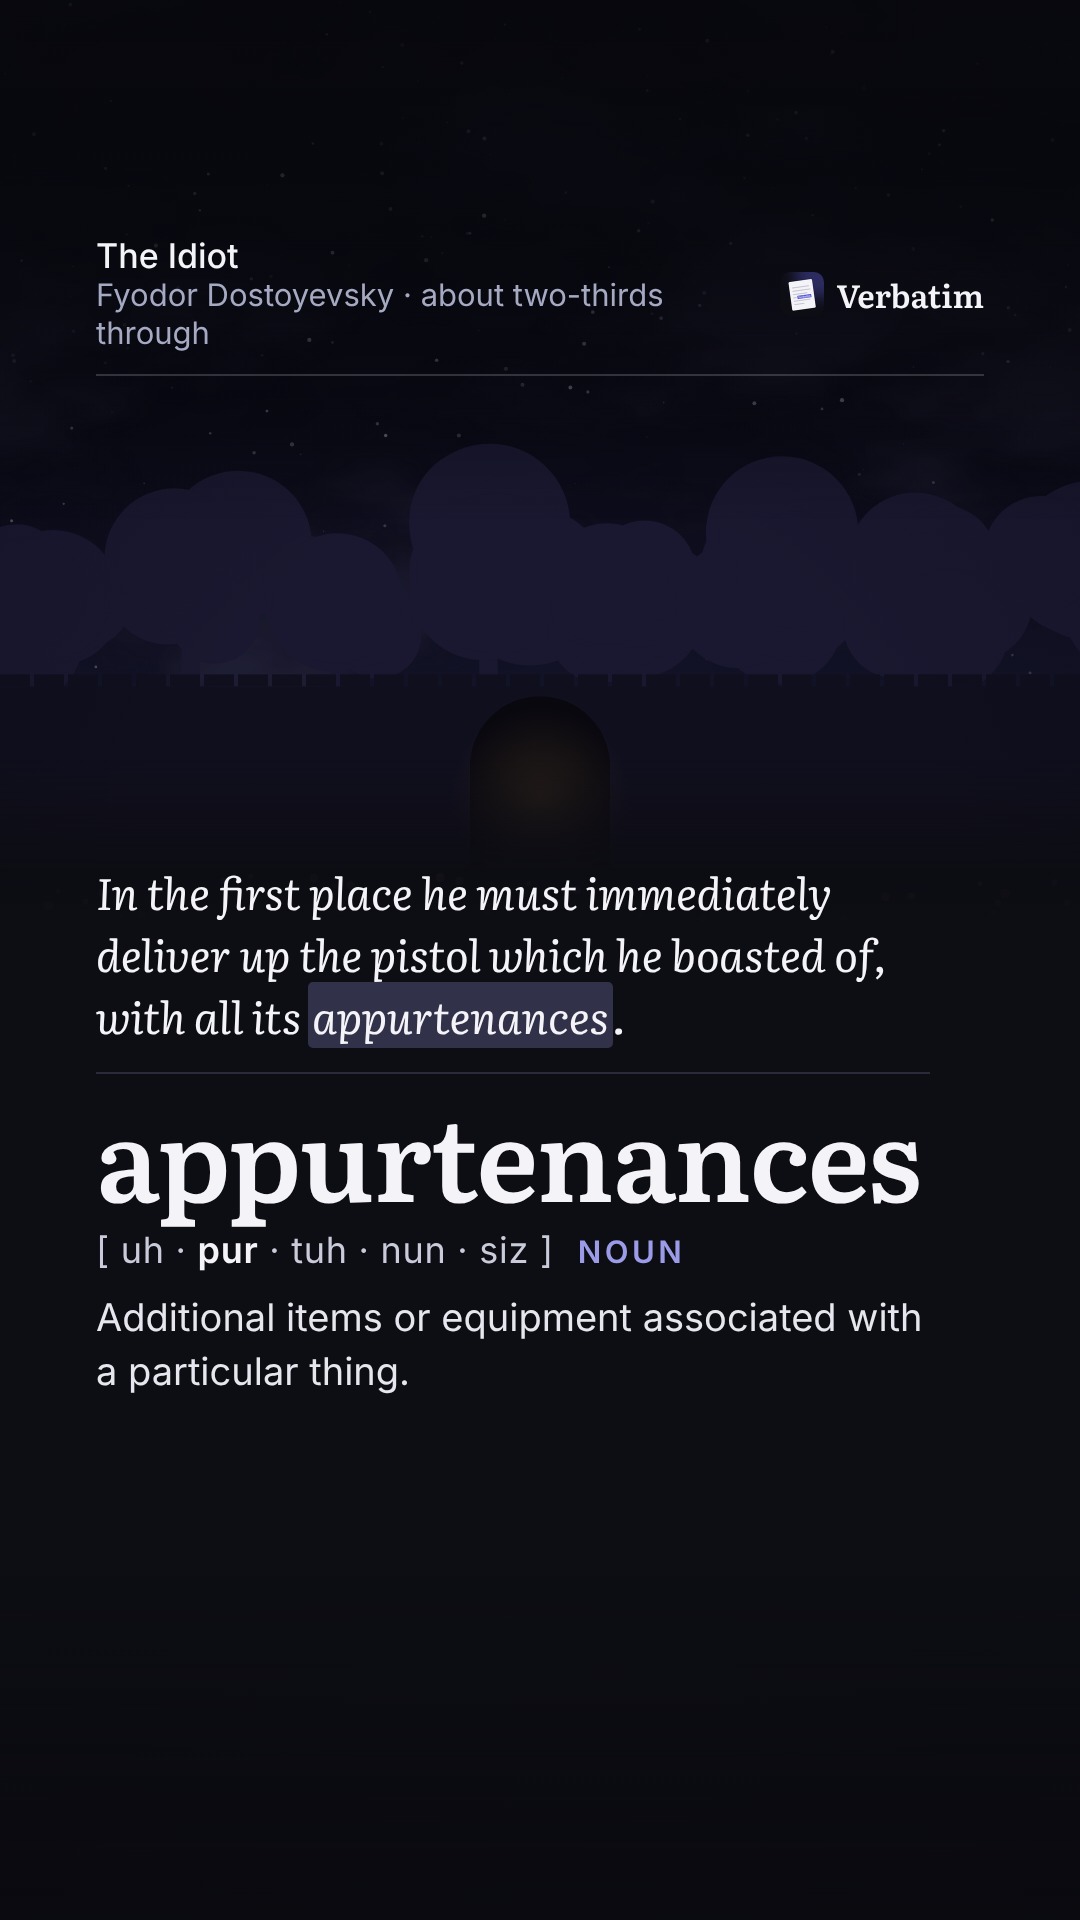 The Idiot
Fyodor Dostoyevsky · about two-thirds
through
Verbatim
In the first place he must immediately
deliver up the pistol which he boasted of,
with all its appurtenances.
appurtenances
[ uh · pur · tuh · nun · siz ] NOUN
Additional items or equipment associated with
a particular thing.